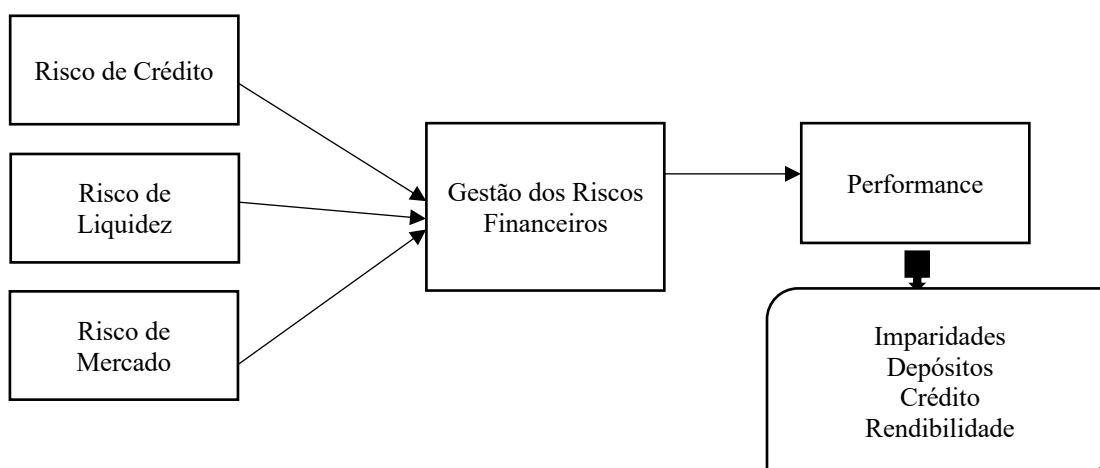 Risco de Crédito
Risco de
Liquidez
Risco de
Mercado
Gestão dos Riscos
Financeiros
Performance
Imparidades
Depósitos
Crédito
Rendibilidade